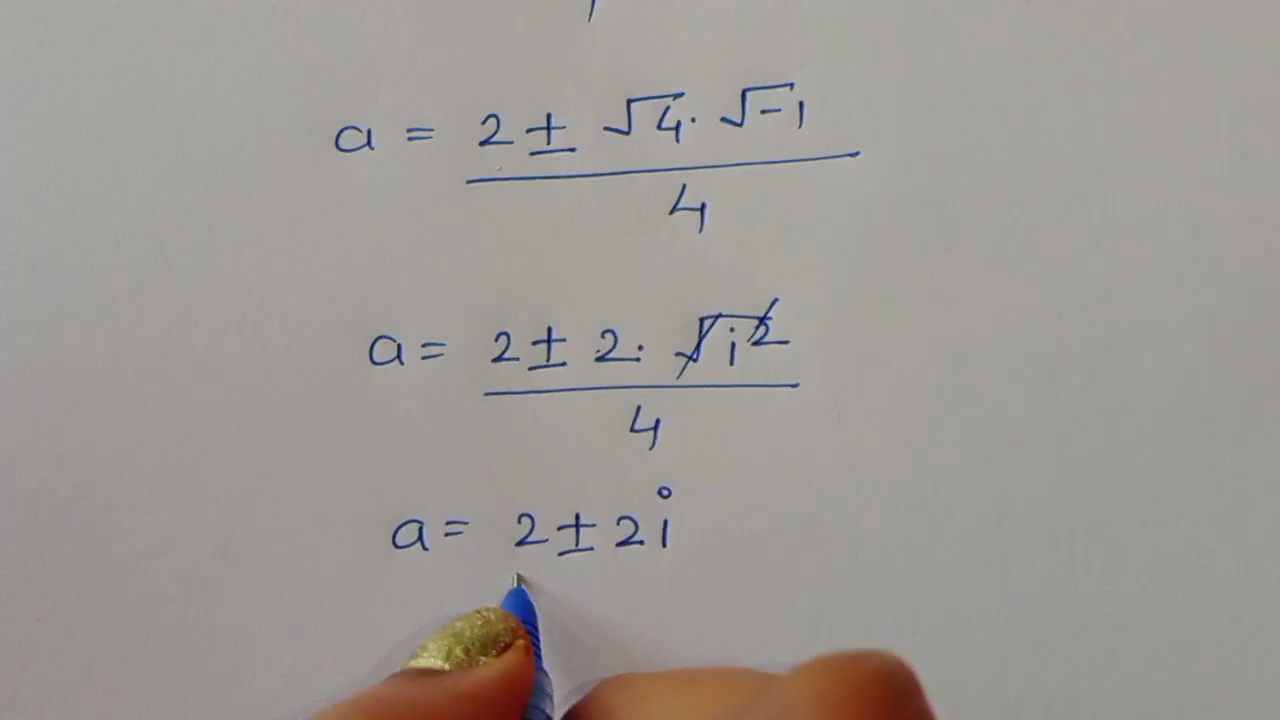 a = 2 ± √4 · √-1
4
a = 2 ± 2 · √i²
4
a = 2 ± 2i